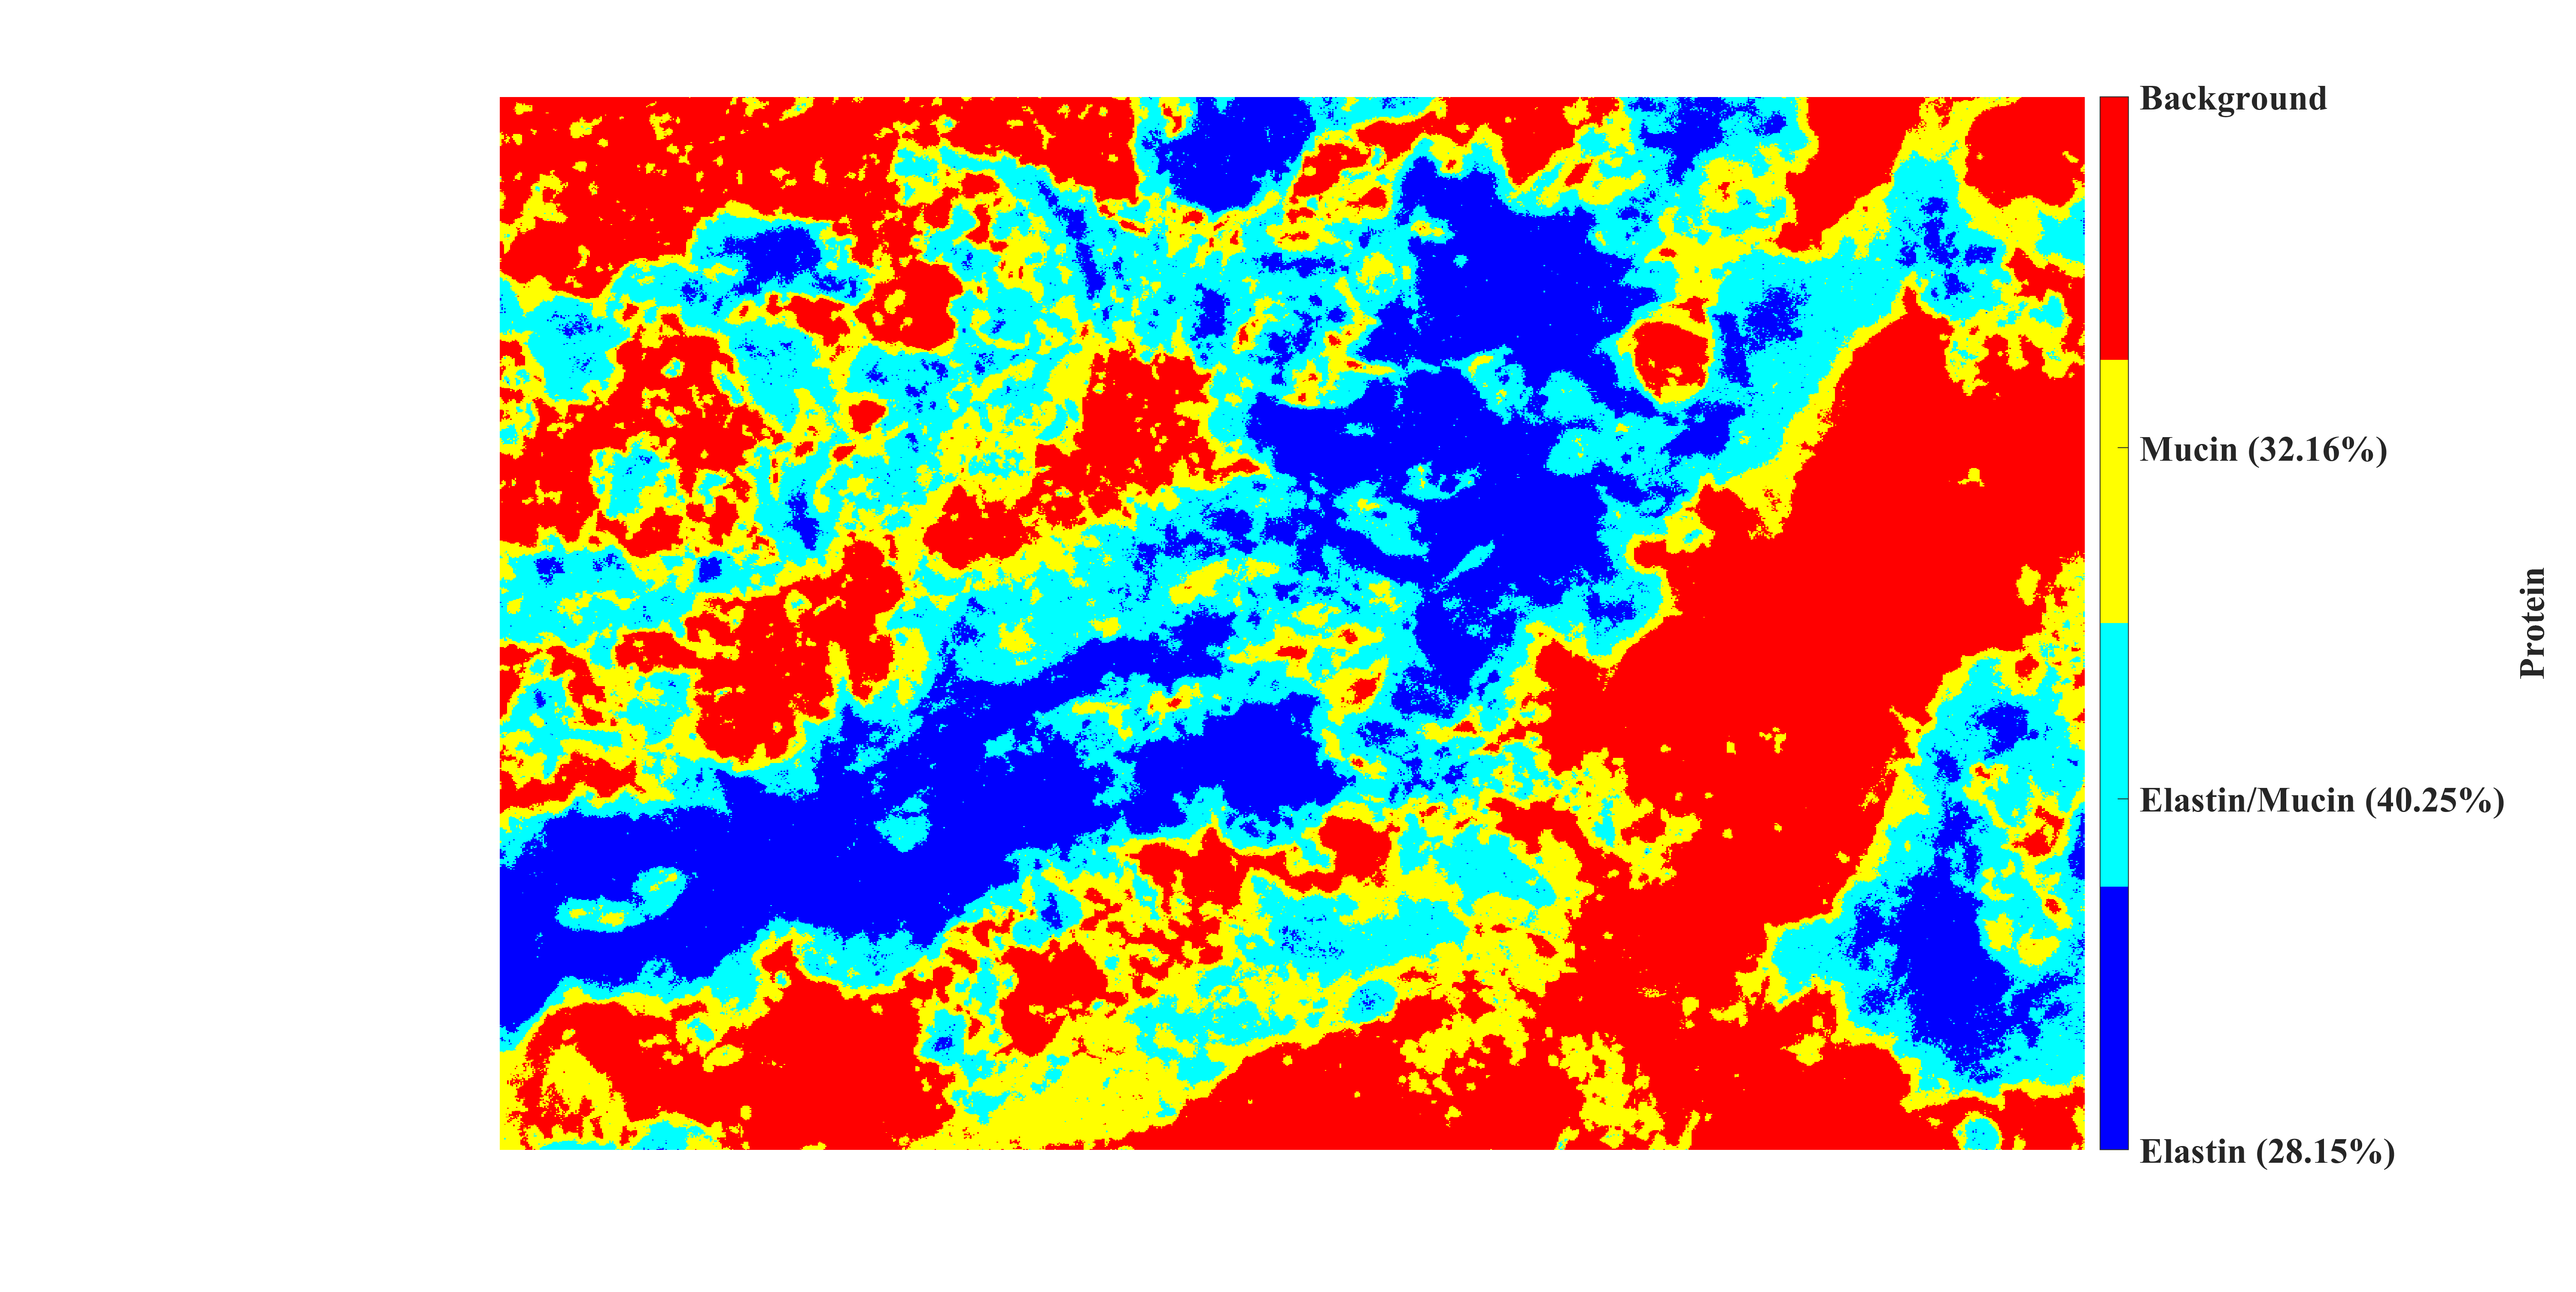 Background
Mucin (32.16%)
Elastin/Mucin (40.25%)
Elastin (28.15%)
Protein